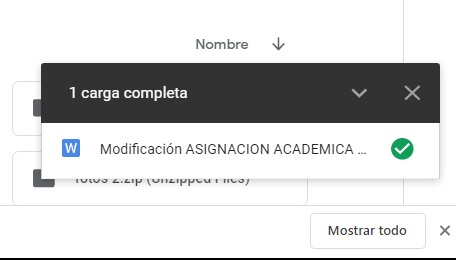 Nombre
1 carga completa
W
Modificación ASIGNACION ACADEMICA ...
fotos 2.zip (Unzipped Files)
Mostrar todo